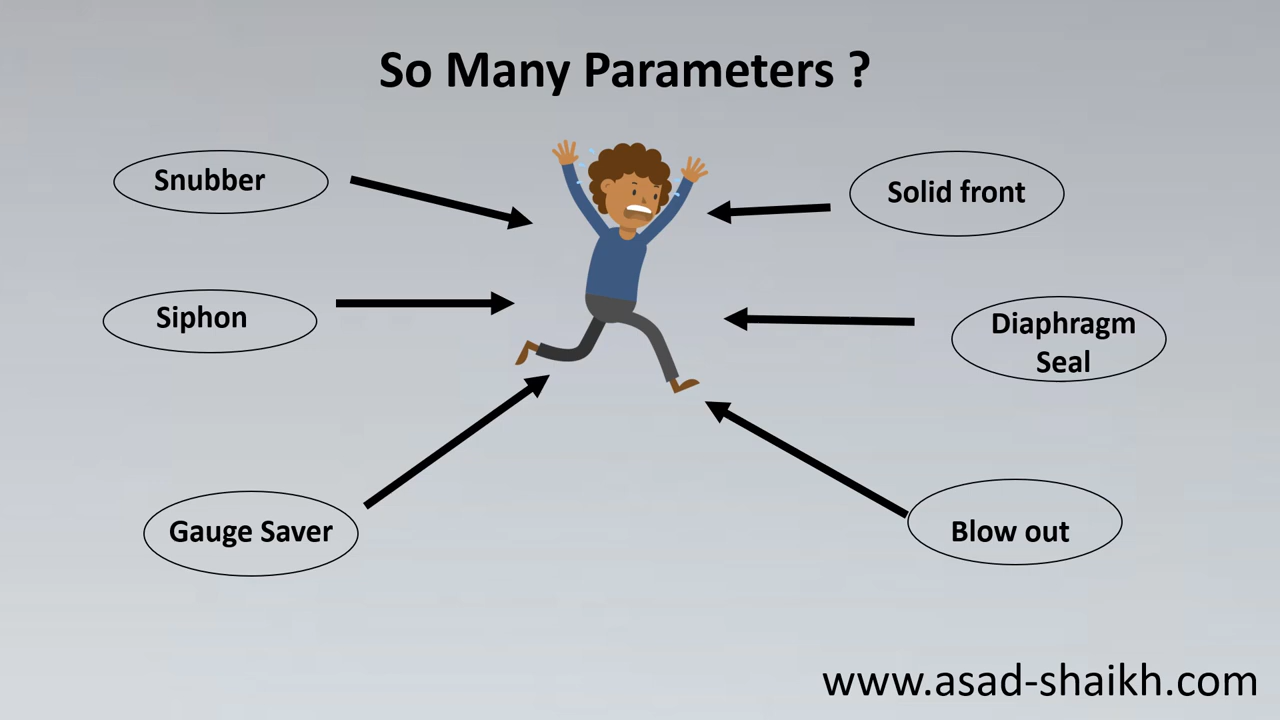 So Many Parameters ?
Snubber
Solid front
Siphon
Diaphragm
Seal
Gauge Saver
Blow out
www.asad-shaikh.com